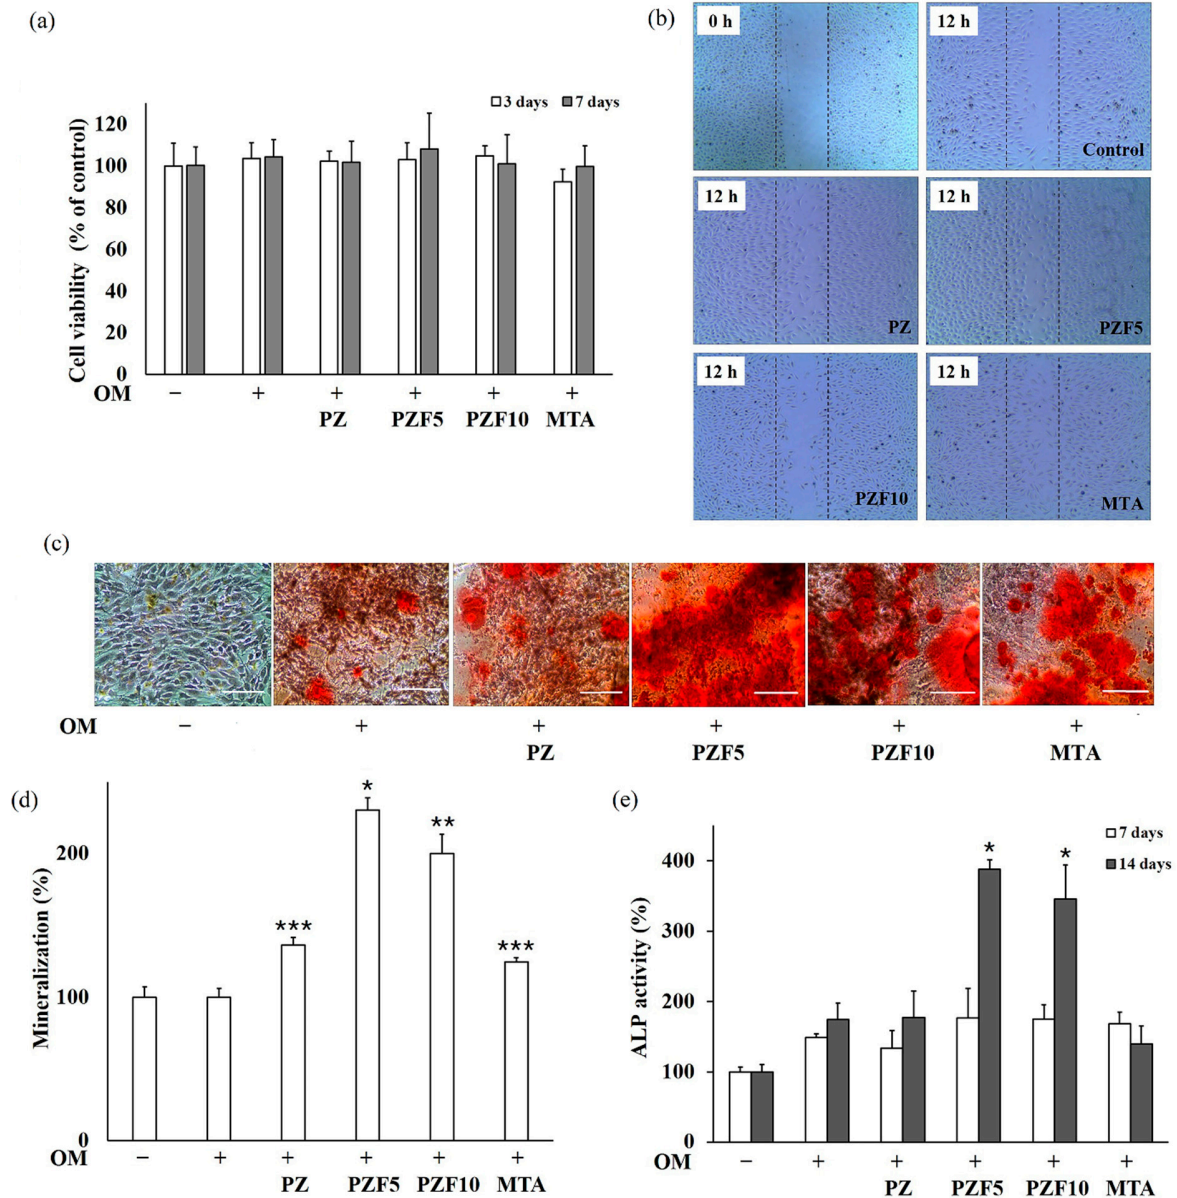 (a)
3 days 7 days
Cell viability (% of control)
120
100
80
60
40
20
0
OM − + + + + +
PZ PZF5 PZF10 MTA
(b)
0 h
12 h
Control
12 h
PZ
12 h
PZF5
12 h
PZF10
12 h
MTA
(c)
OM − + + + + +
PZ PZF5 PZF10 MTA
(d)
Mineralization (%)
200
100
0
*** * ** ***
OM − + + + + +
PZ PZF5 PZF10 MTA
(e)
7 days
14 days
ALP activity (%)
400
300
200
100
0
* *
OM − + + + + +
PZ PZF5 PZF10 MTA